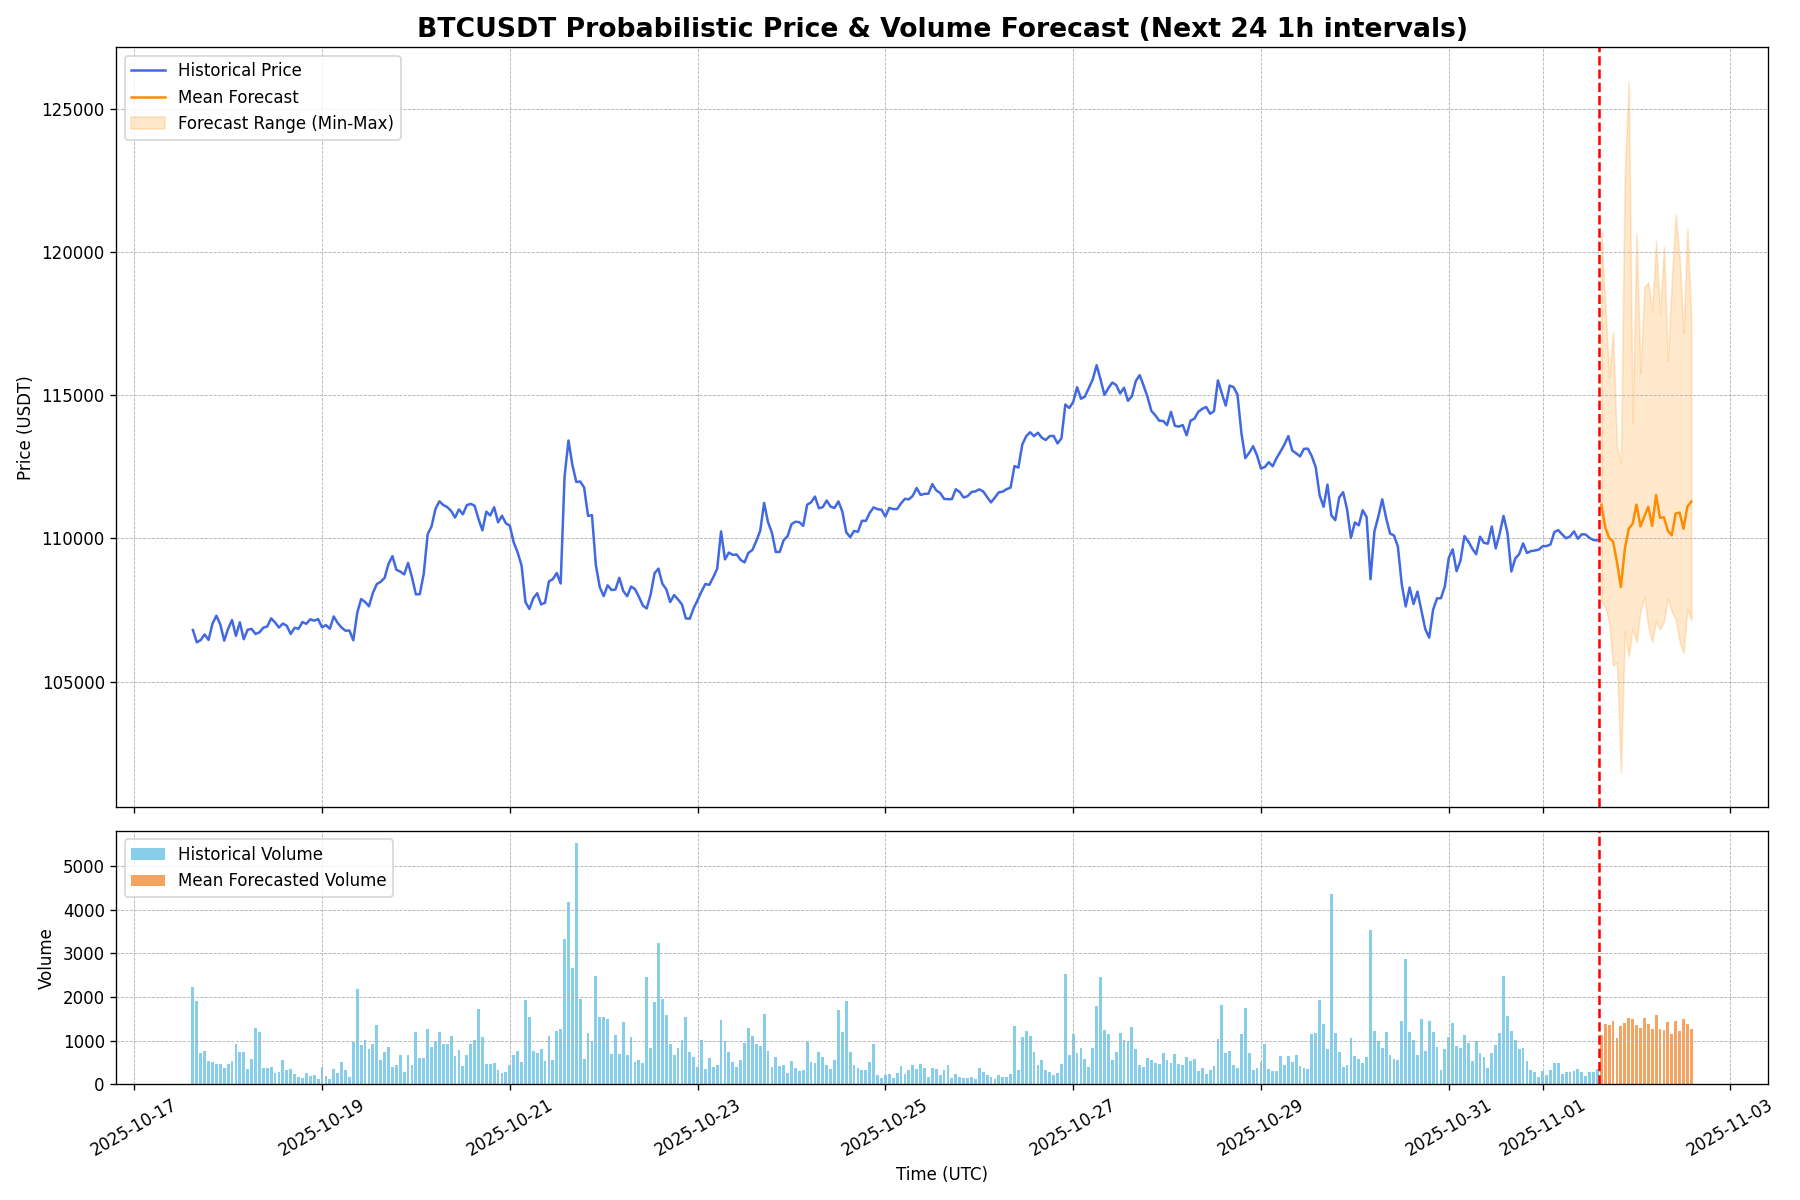 BTCUSDT Probabilistic Price & Volume Forecast (Next 24 1h intervals)
Historical Price
Mean Forecast
Forecast Range (Min-Max)
125000
120000
115000
110000
105000
Price (USDT)
Historical Volume
Mean Forecasted Volume
5000
4000
3000
2000
1000
0
Volume
2025-10-17
2025-10-19
2025-10-21
2025-10-23
2025-10-25
2025-10-27
2025-10-29
2025-10-31
2025-11-01
2025-11-03
Time (UTC)